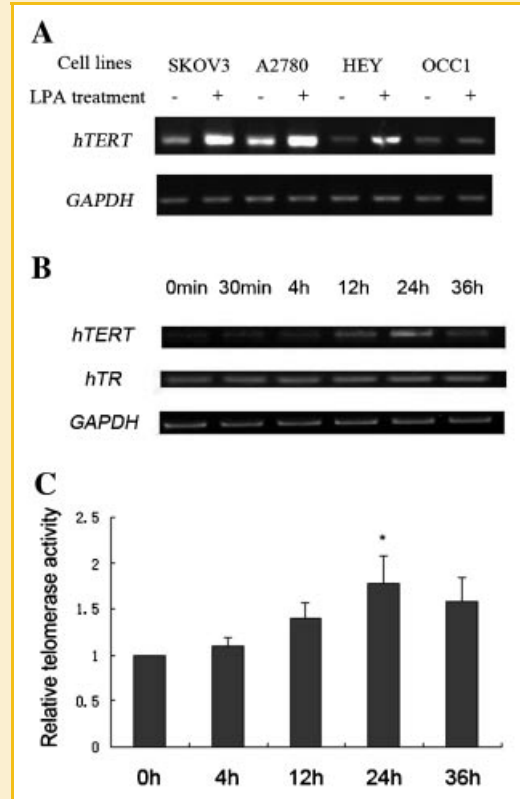 A
Cell lines SKOV3 A2780 HEY OCC1
LPA treatment - + - + - + - +
hTERT
GAPDH
B
0min 30min 4h 12h 24h 36h
hTERT
hTR
GAPDH
C
Relative telomerase activity
2.5
2
1.5
1
0.5
0
*
0h 4h 12h 24h 36h